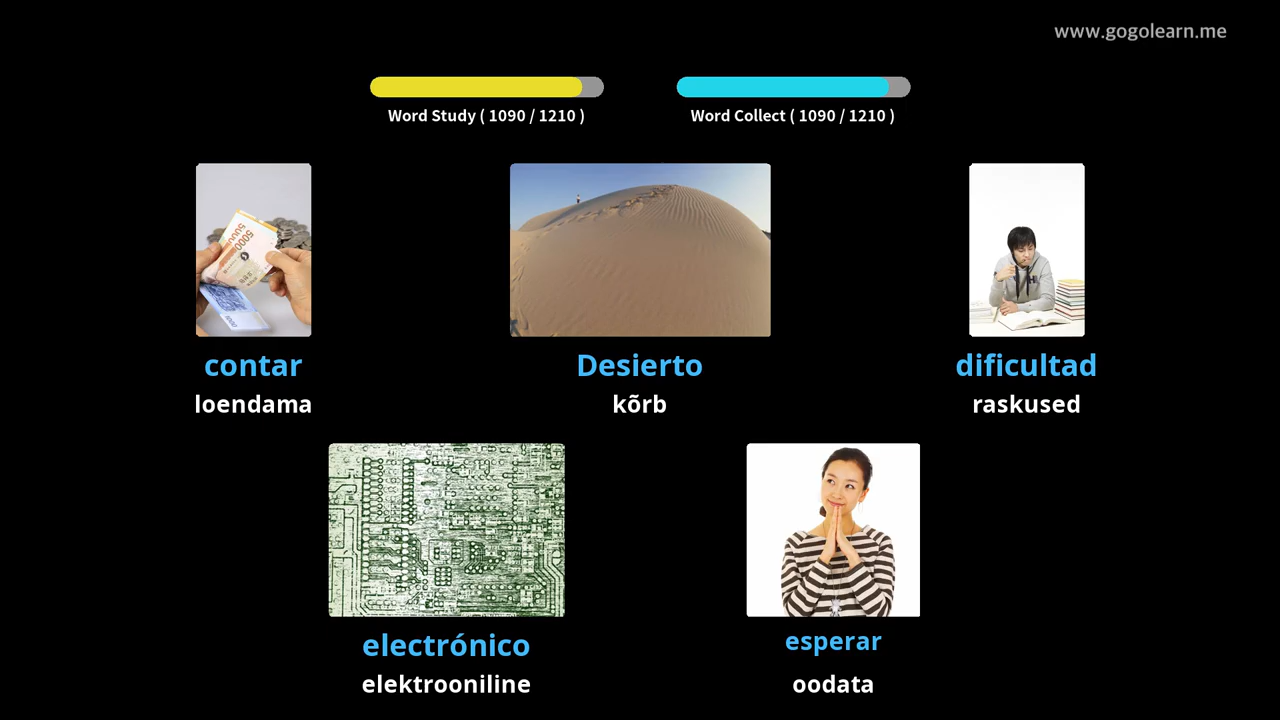 www.gogolearn.me
Word Study ( 1090 / 1210 )
Word Collect ( 1090 / 1210 )
5000
contar
Desierto
dificultad
loendama
kõrb
raskused
electrónico
esperar
elektrooniline
oodata